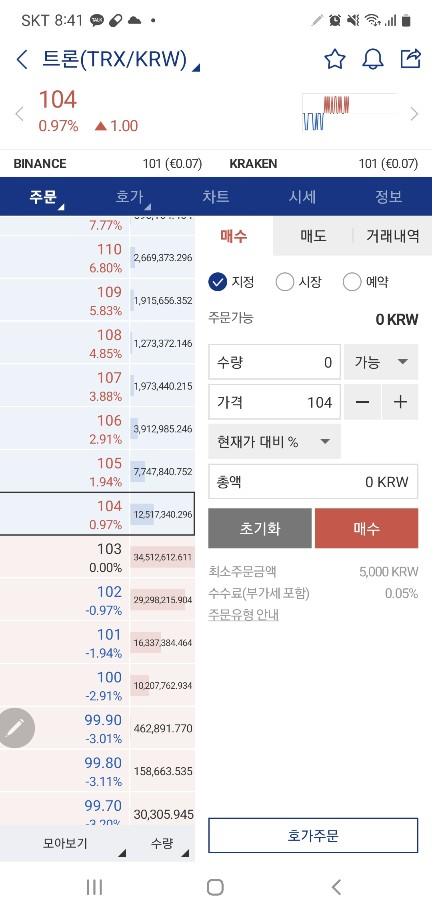 SKT 8:41
트론(TRX/KRW)
104
0.97% ▲1.00
BINANCE 101 (€0.07) KRAKEN 101 (€0.07)
주문 호가 차트 시세 정보
7.77%
110 2,669,373.296
6.80%
109 1,915,656.352
5.83%
108 1,273,372.146
4.85%
107 1,973,440.215
3.88%
106 3,912,985.246
2.91%
105 7,747,840.752
1.94%
104 12,517,340.296
0.97%
103 34,512,612.611
0.00%
102 29,298,215.904
-0.97%
101 16,337,384.464
-1.94%
100 10,207,762.934
-2.91%
99.90 462,891.770
-3.01%
99.80 158,663.535
-3.11%
99.70 30,305.945
-3.20%
모아보기 수량
매수 매도 거래내역
지정 시장 예약
주문가능 0 KRW
수량 0 가능
가격 104 − +
현재가 대비 %
총액 0 KRW
초기화 매수
최소주문금액 5,000 KRW
수수료(부가세 포함) 0.05%
주문유형 안내
호가주문